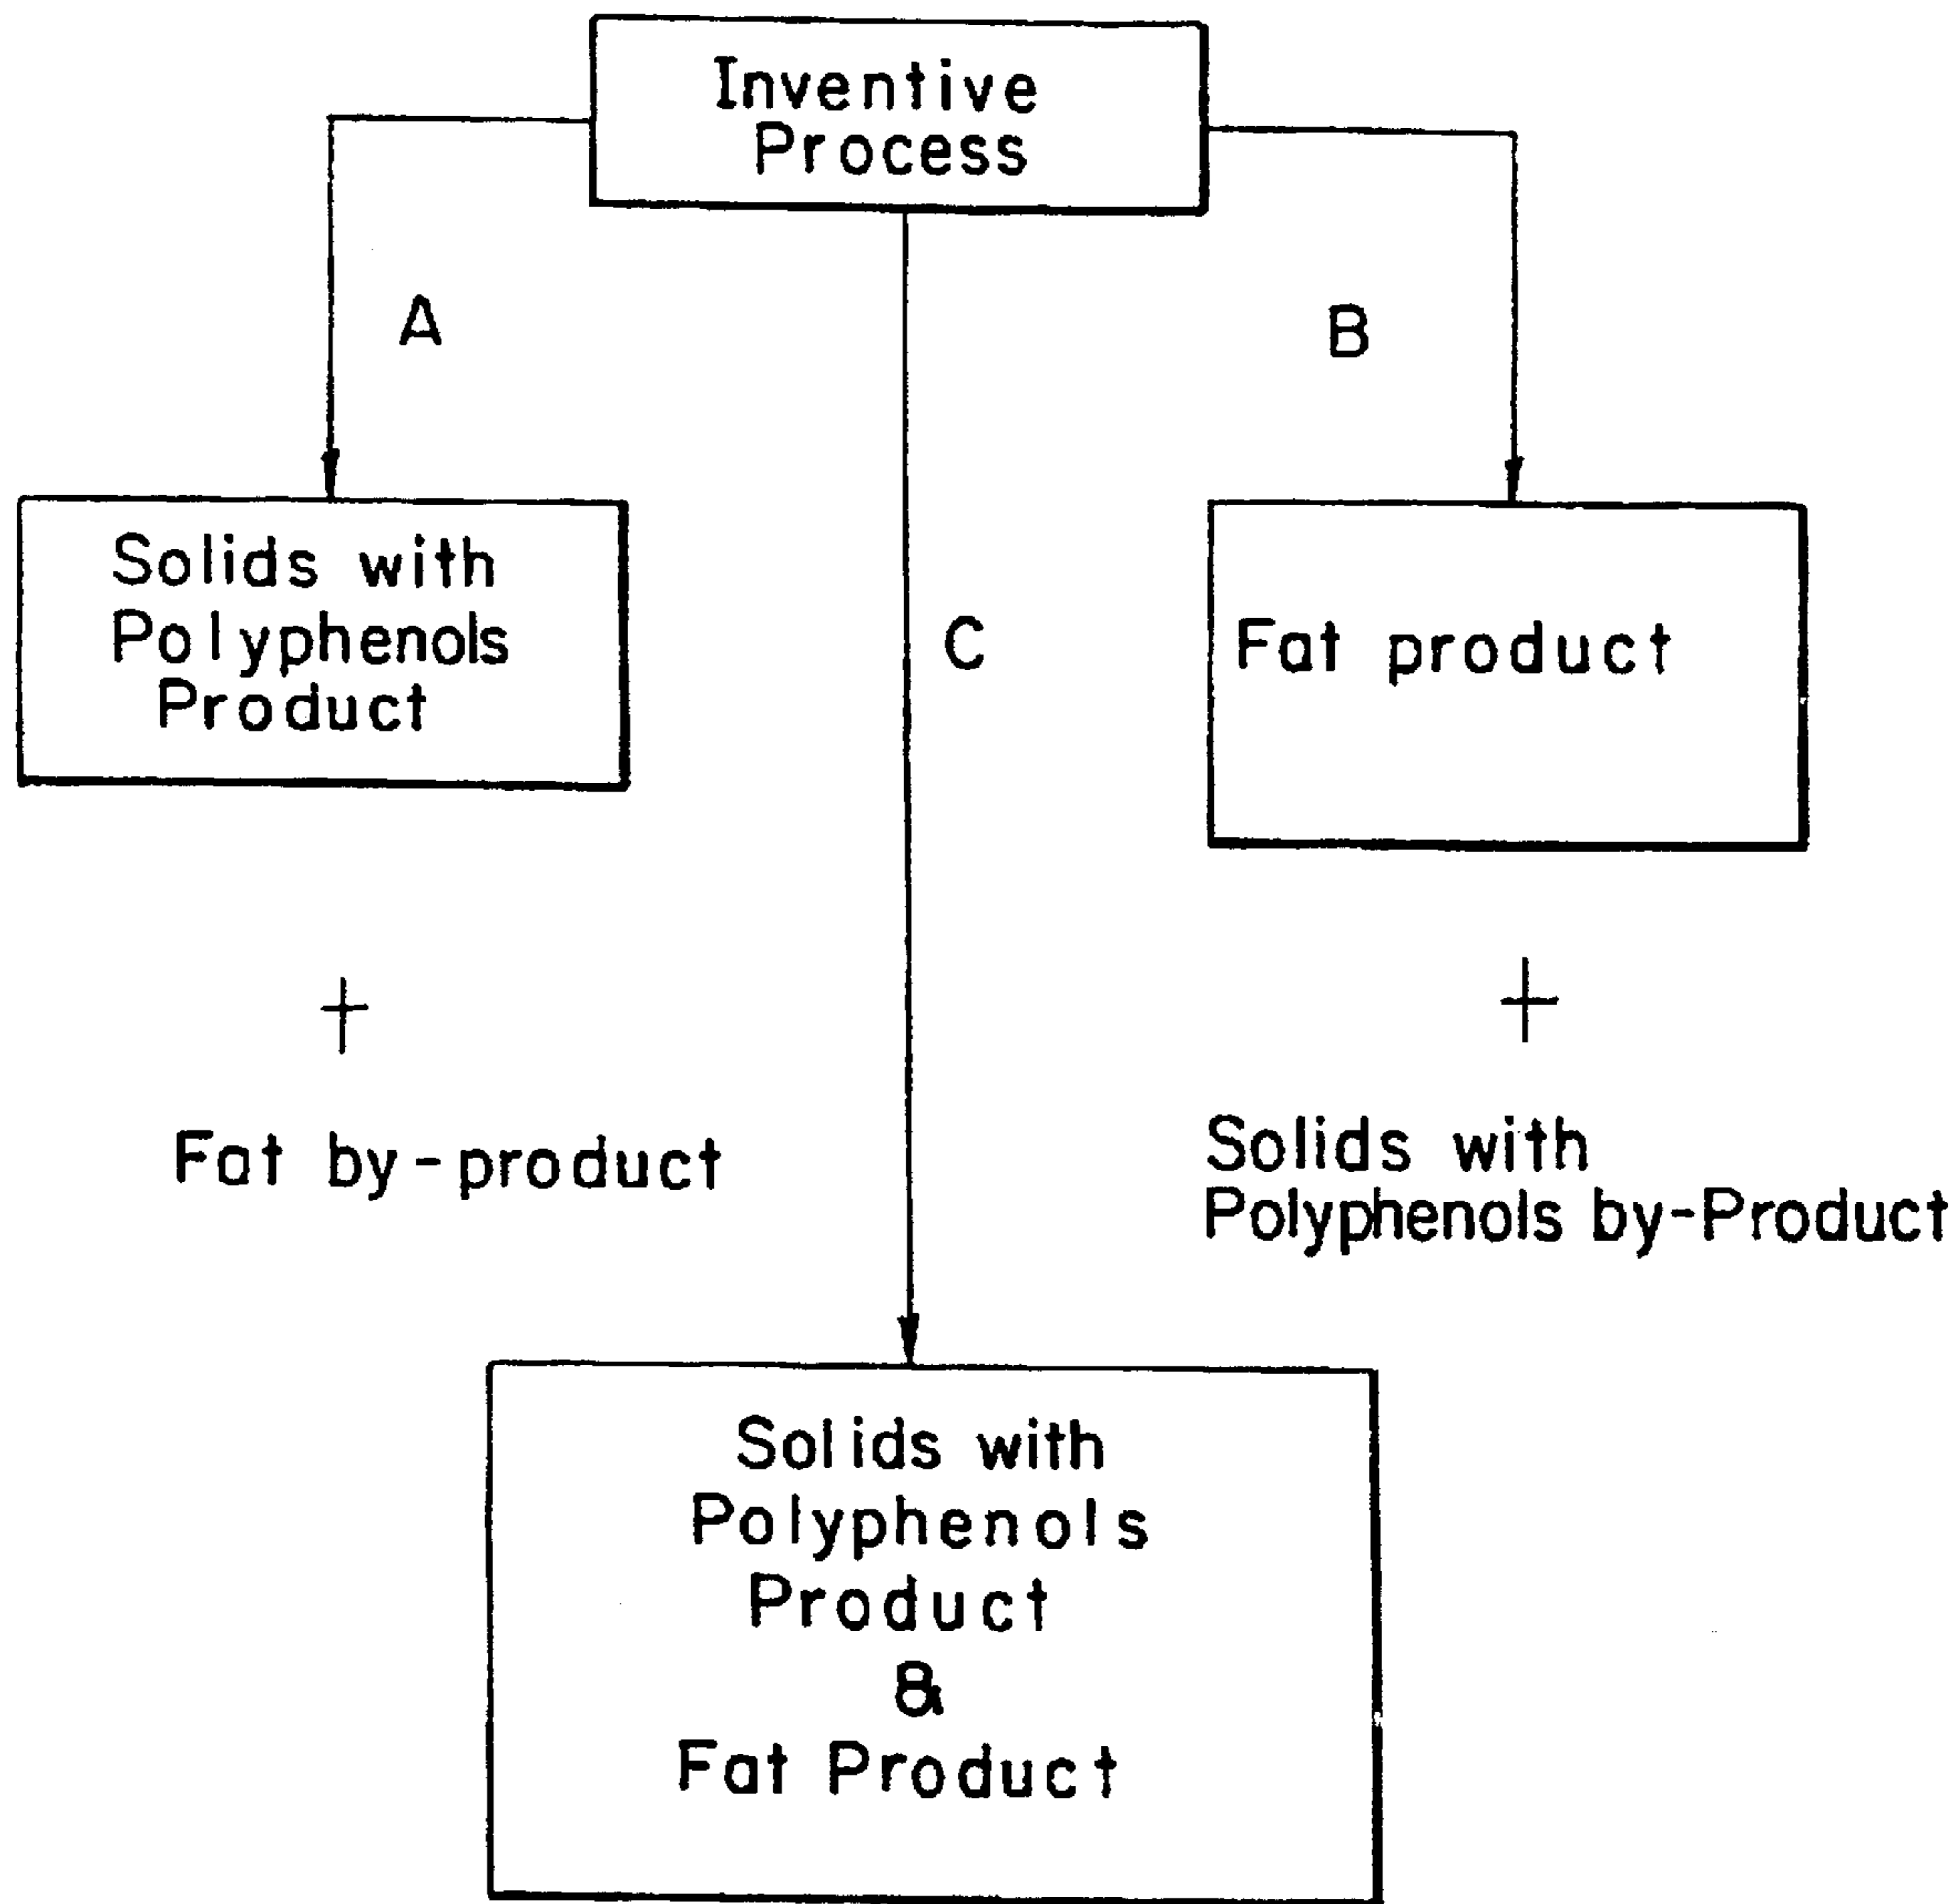 Inventive
Process
A
B
Solids with
Polyphenols
Product
C
Fat product
+
+
Fat by-product
Solids with
Polyphenols by-Product
Solids with
Polyphenols
Product
&
Fat Product